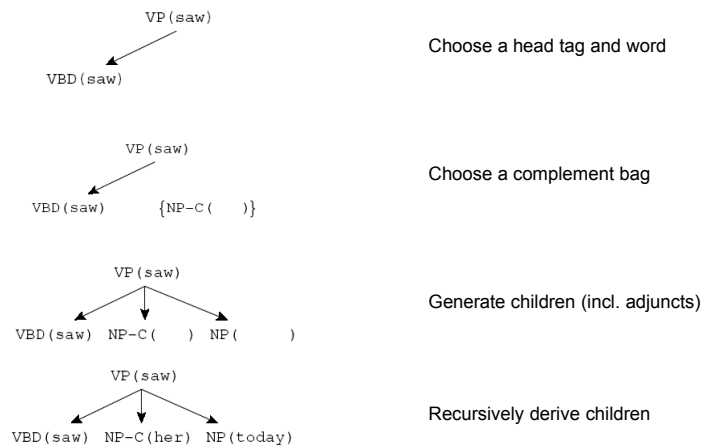 VP(saw)
Choose a head tag and word
VBD(saw)
VP(saw)
Choose a complement bag
VBD(saw) {NP-C( )}
VP(saw)
Generate children (incl. adjuncts)
VBD(saw) NP-C( ) NP( )
VP(saw)
Recursively derive children
VBD(saw) NP-C(her) NP(today)